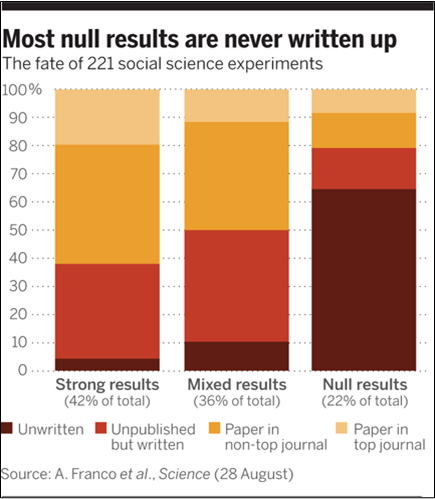 Most null results are never written up
The fate of 221 social science experiments
100%
90
80
70
60
50
40
30
20
10
0
Strong results Mixed results Null results
(42% of total) (36% of total) (22% of total)
Unwritten Unpublished Paper in Paper in
but written non-top journal top journal
Source: A. Franco et al., Science (28 August)